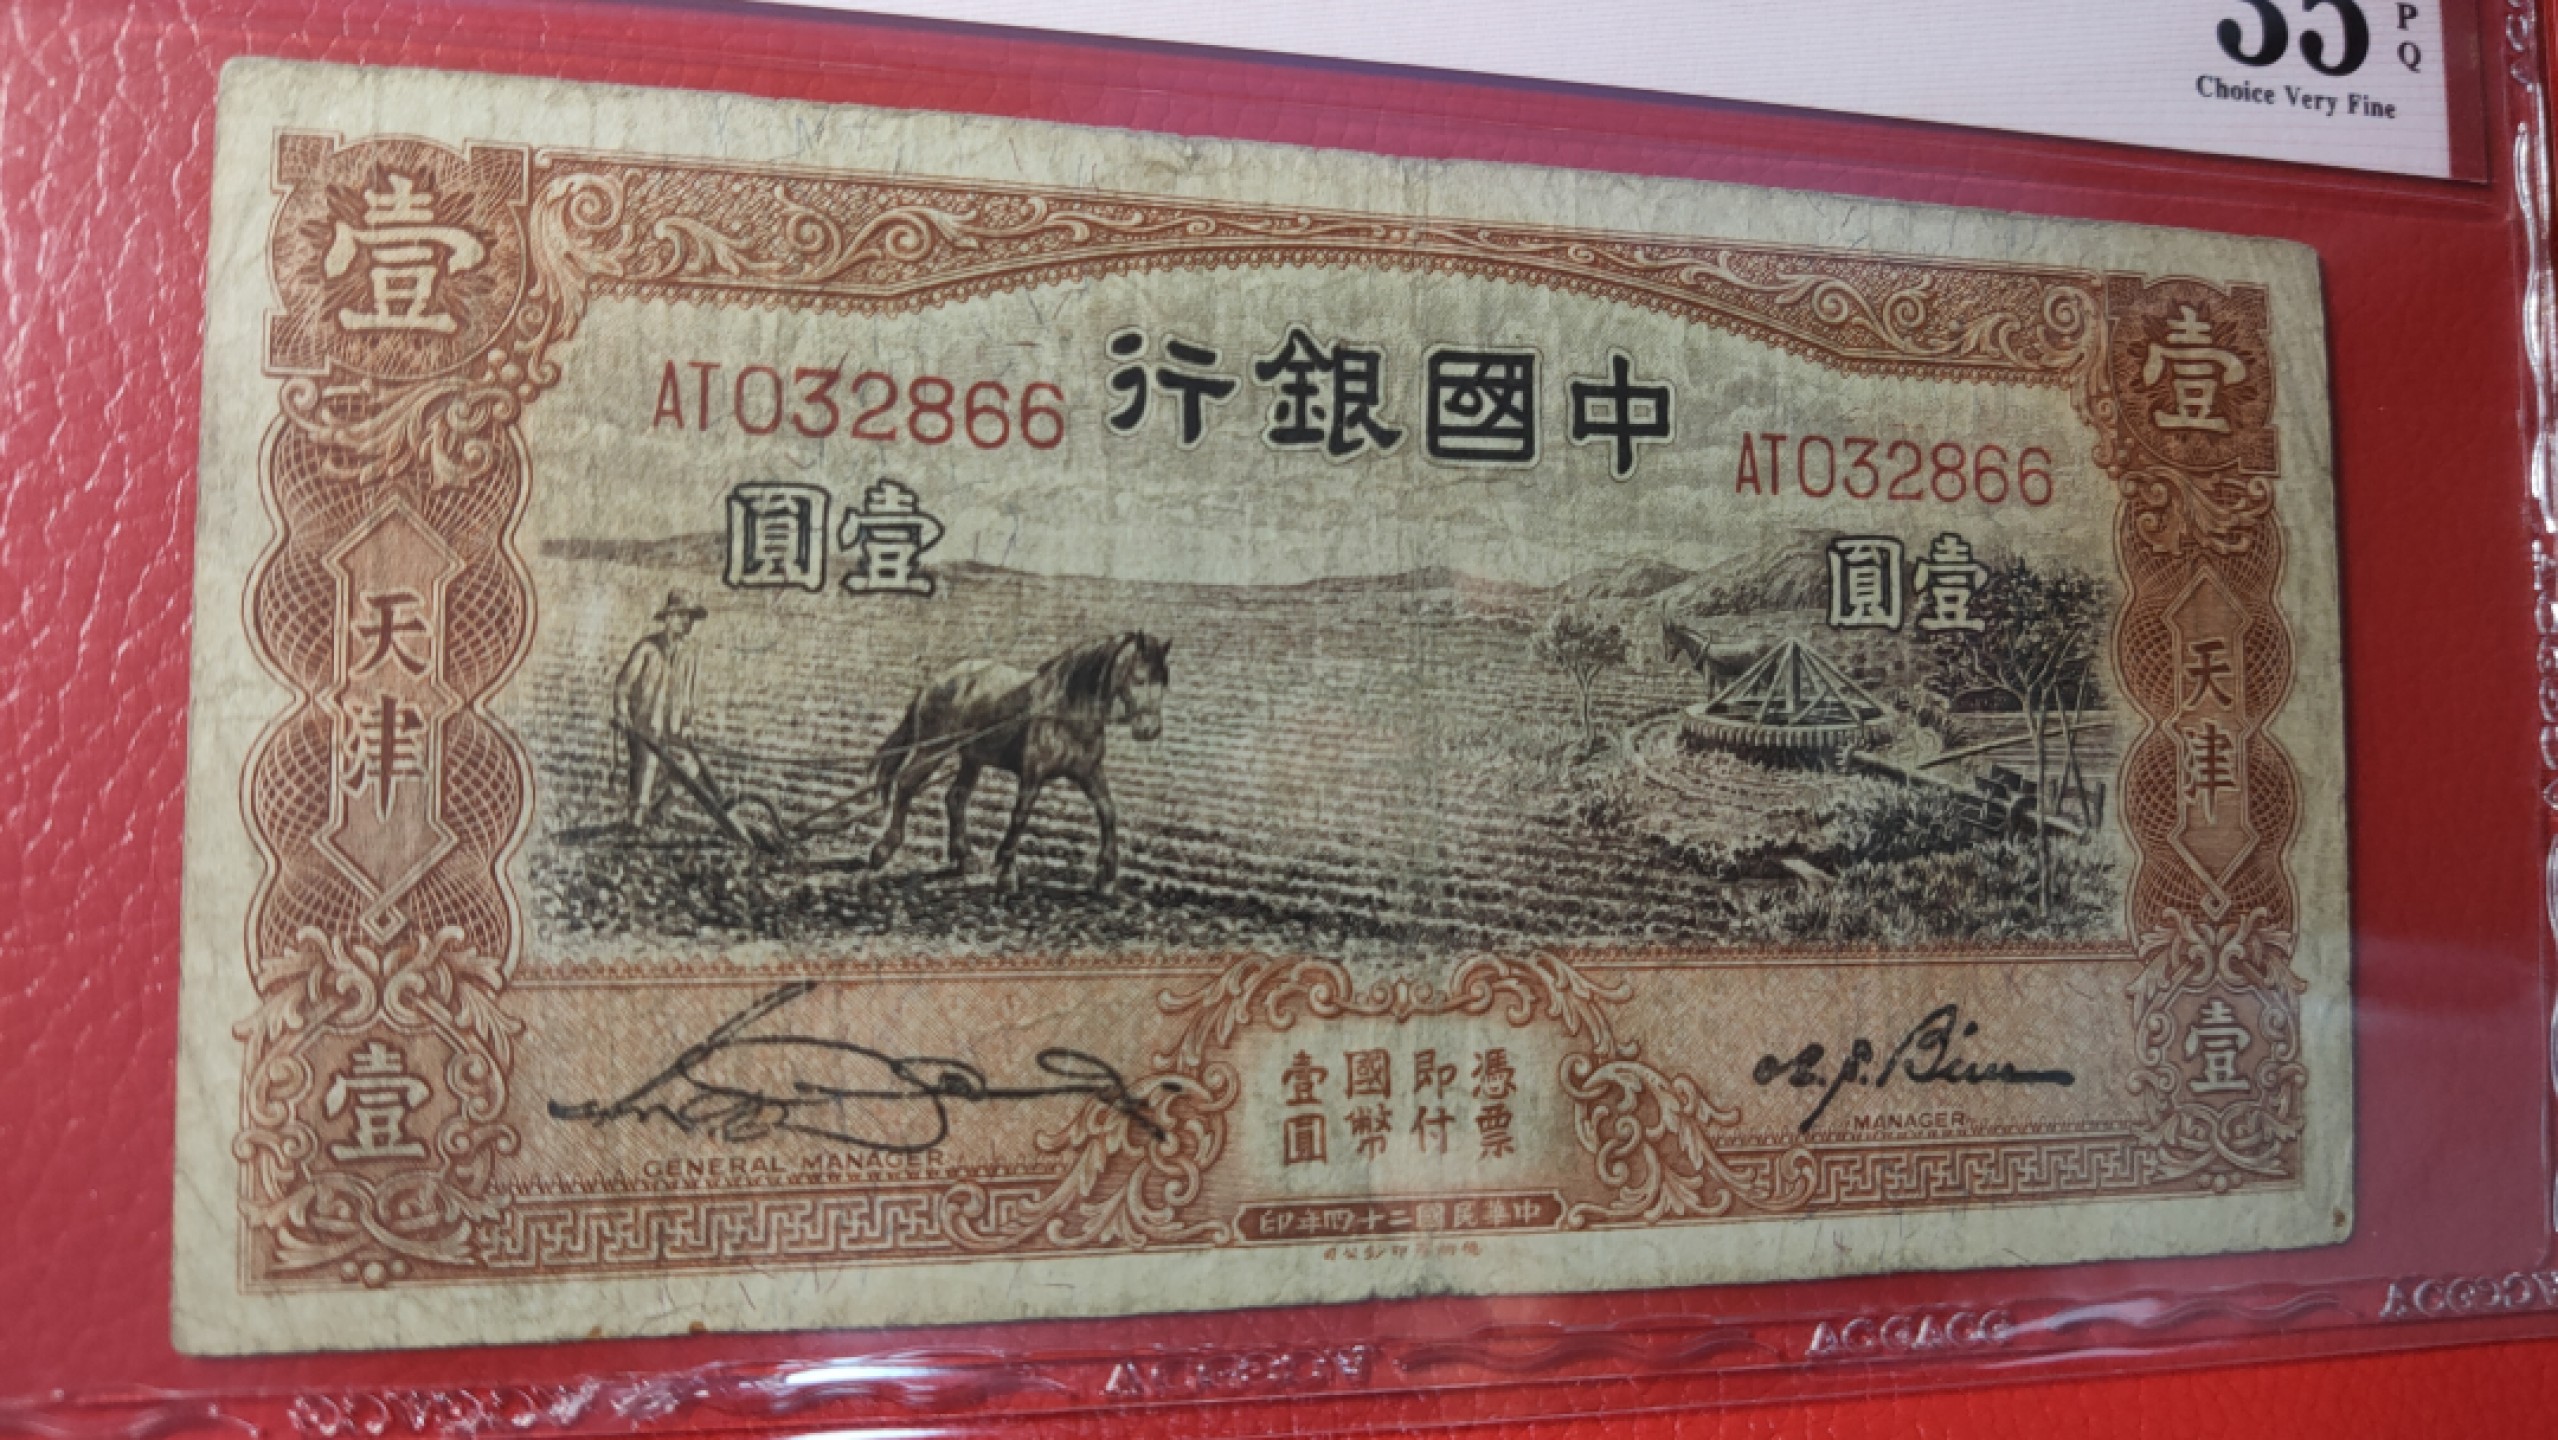 35
P
Q
Choice Very Fine
壹
壹
中國銀行
AT032866
AT032866
壹圓
壹圓
天津
天津
憑票
即付
國幣
壹圓
壹
壹
GENERAL MANAGER
MANAGER
中華民國二十四年印
ACGACG